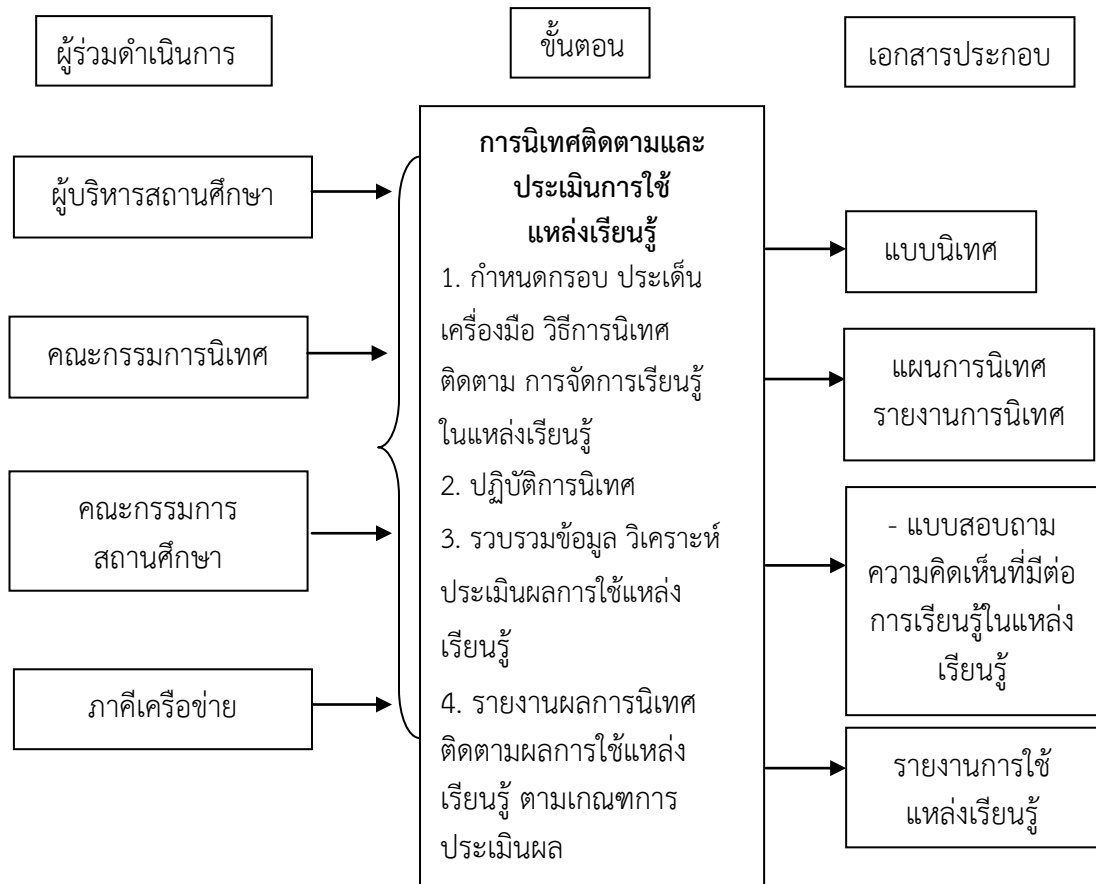 ผู้ร่วมดำเนินการ
ขั้นตอน
เอกสารประกอบ
ผู้บริหารสถานศึกษา
คณะกรรมการนิเทศ
คณะกรรมการ
สถานศึกษา
ภาคีเครือข่าย
การนิเทศติดตามและ
ประเมินการใช้
แหล่งเรียนรู้
1. กำหนดกรอบ ประเด็น
เครื่องมือ วิธีการนิเทศ
ติดตาม การจัดการเรียนรู้
ในแหล่งเรียนรู้
2. ปฏิบัติการนิเทศ
3. รวบรวมข้อมูล วิเคราะห์
ประเมินผลการใช้แหล่ง
เรียนรู้
4. รายงานผลการนิเทศ
ติดตามผลการใช้แหล่ง
เรียนรู้ ตามเกณฑการ
ประเมินผล
แบบนิเทศ
แผนการนิเทศ
รายงานการนิเทศ
- แบบสอบถาม
ความคิดเห็นที่มีต่อ
การเรียนรู้ในแหล่ง
เรียนรู้
รายงานการใช้
แหล่งเรียนรู้